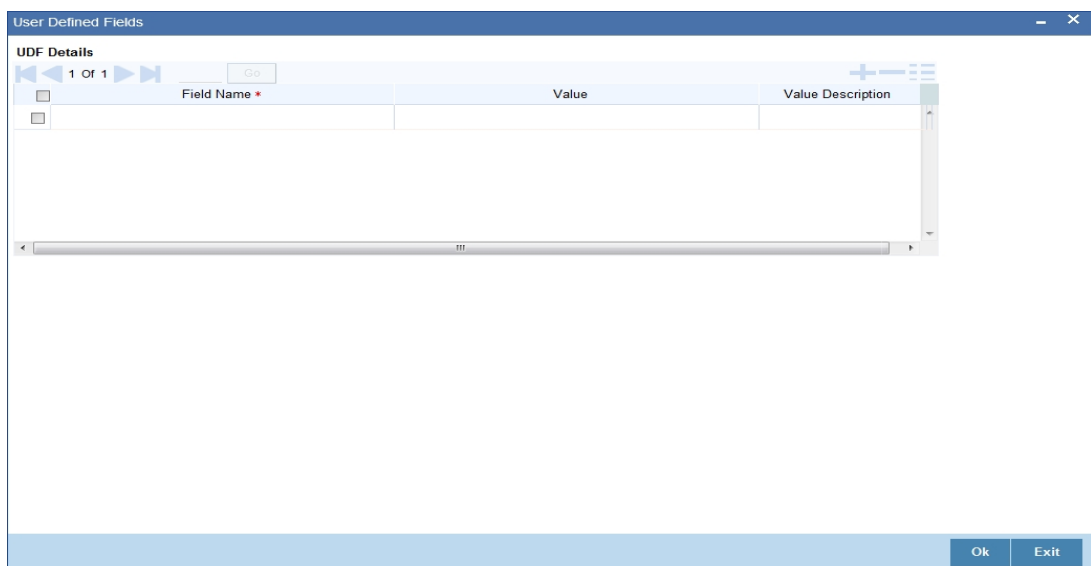 User Defined Fields
UDF Details
1 Of 1 Go
Field Name * Value Value Description
Ok Exit